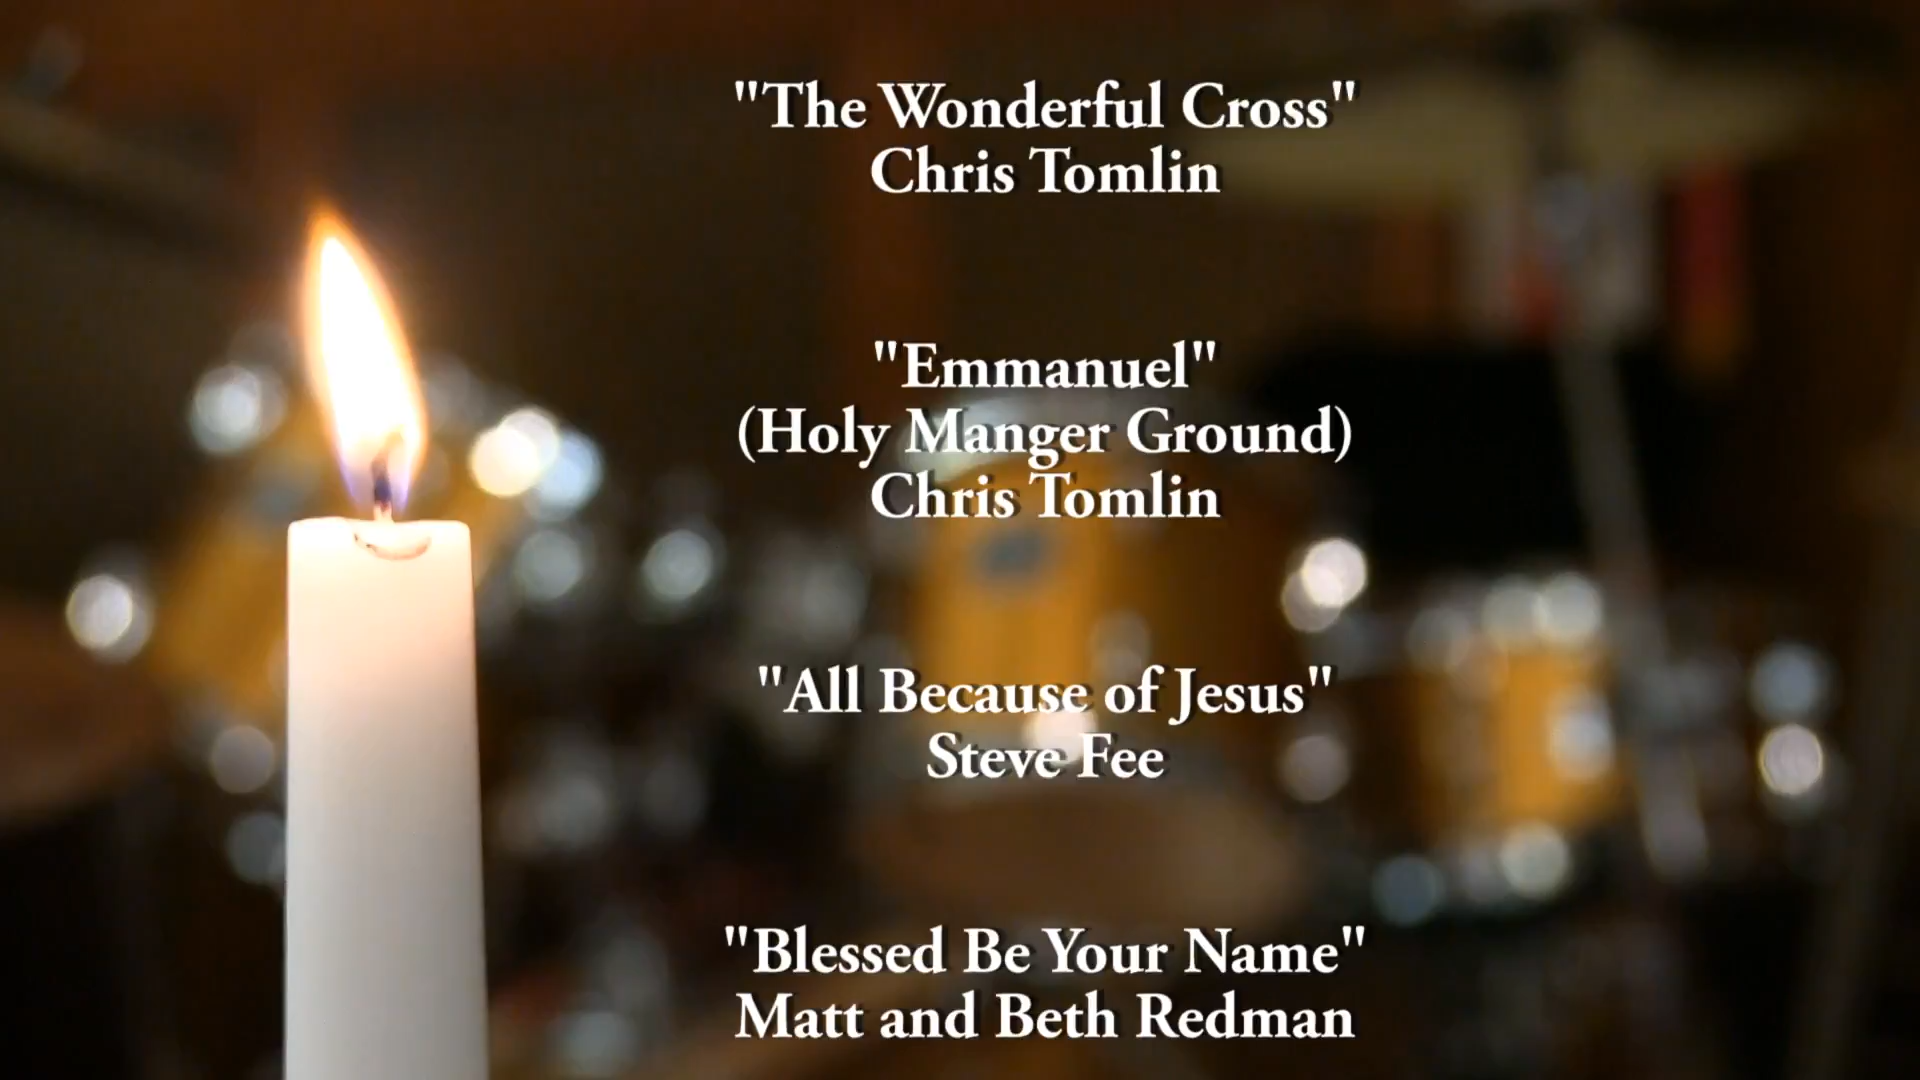 "The Wonderful Cross"
Chris Tomlin
"Emmanuel"
(Holy Manger Ground)
Chris Tomlin
"All Because of Jesus"
Steve Fee
"Blessed Be Your Name"
Matt and Beth Redman